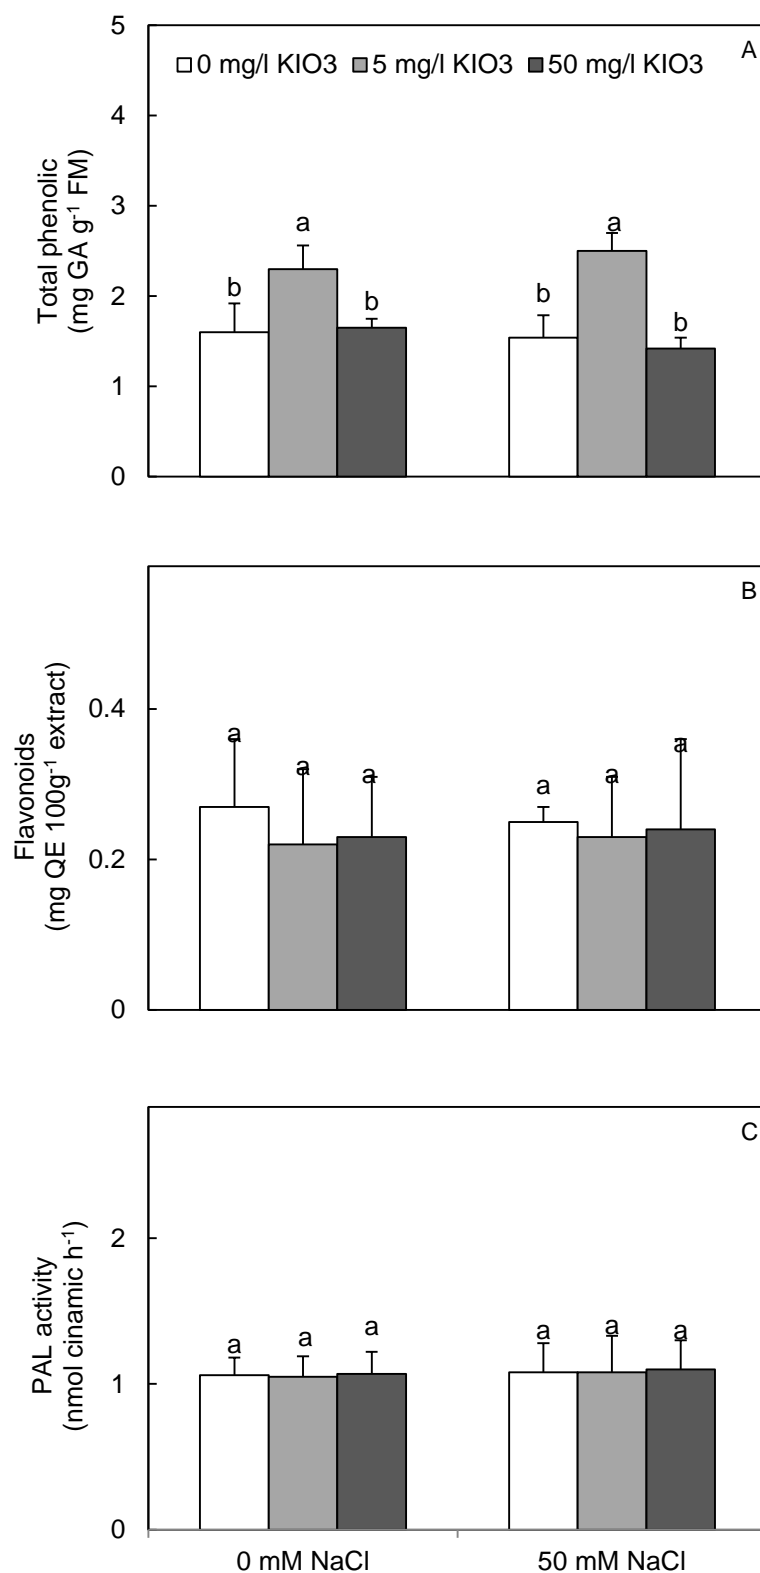 5
A
0 mg/l KIO3 5 mg/l KIO3 50 mg/l KIO3
4
3
2
1
0
Total phenolic
(mg GA g⁻¹ FM)
b a b b a b
B
0.4
0.2
0
Flavonoids
(mg QE 100g⁻¹ extract)
a a a a a a
C
2
1
0
PAL activity
(nmol cinamic h⁻¹)
a a a a a a
0 mM NaCl 50 mM NaCl